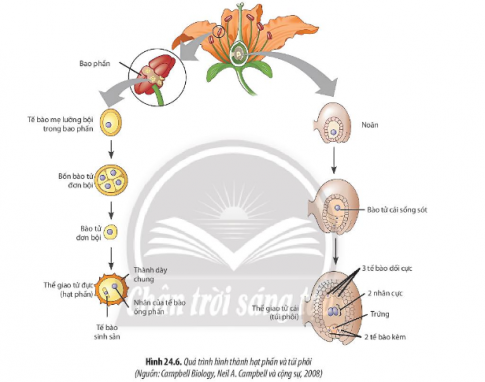 Bao phấn
Tế bào mẹ lưỡng bội
trong bao phấn
Bốn bào tử
đơn bội
Bào tử
đơn bội
Thể giao tử đực
(hạt phấn)
Thành dày
chung
Nhân của tế bào
ống phấn
Tế bào
sinh sản
Noãn
Bào tử cái sống sót
3 tế bào đối cực
2 nhân cực
Trứng
2 tế bào kèm
Thể giao tử cái
(túi phôi)
Chân trời sáng
Hình 24.6. Quá trình hình thành hạt phấn và túi phôi
(Nguồn: Campbell Biology, Neil A. Campbell và cộng sự, 2008)